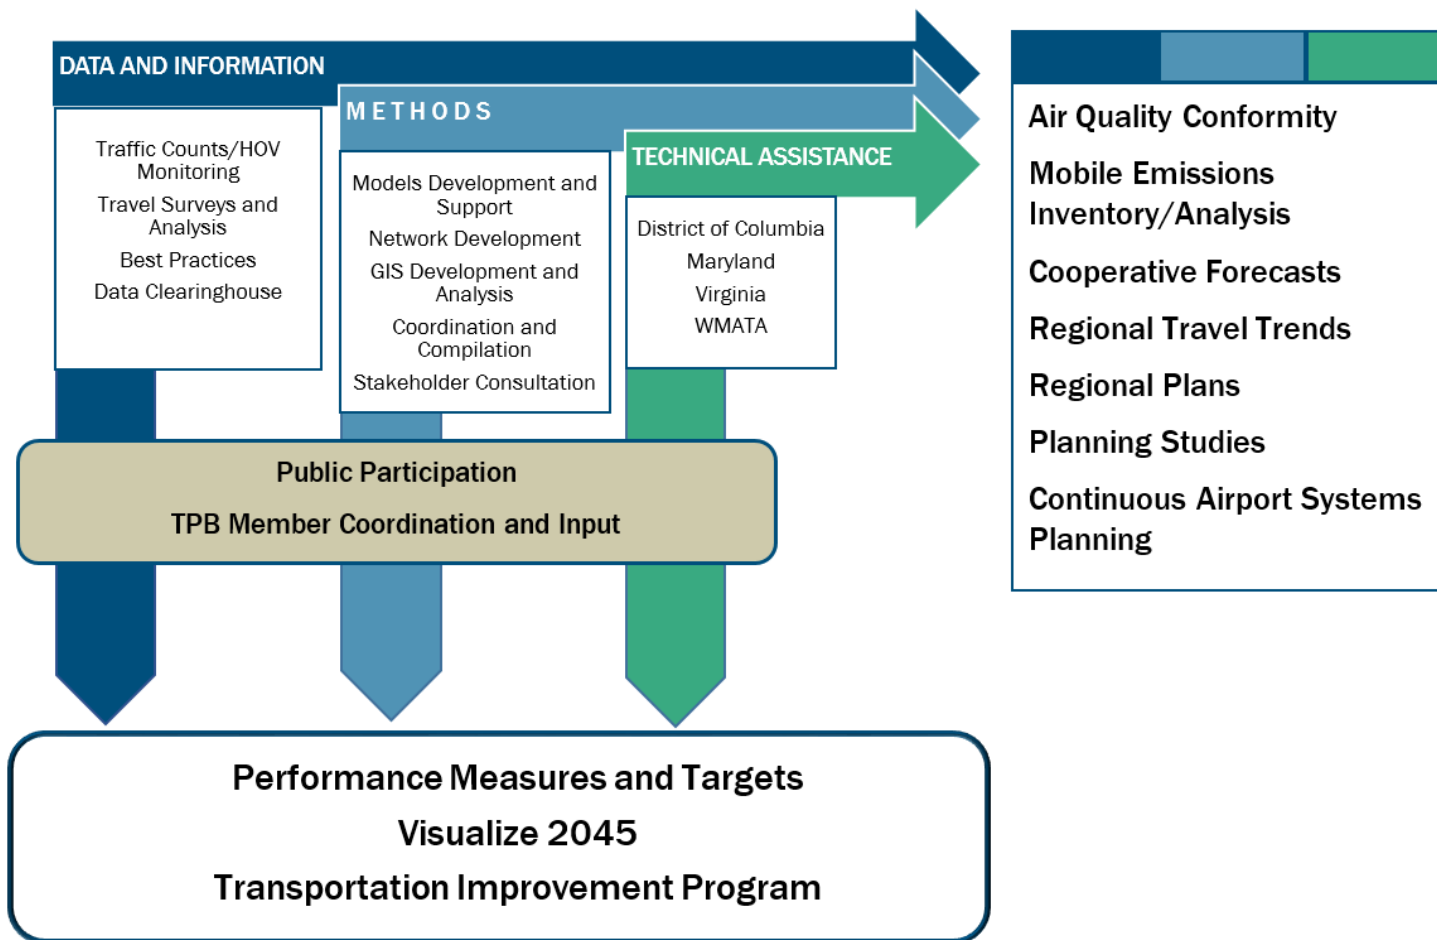 DATA AND INFORMATION
Traffic Counts/HOV
Monitoring
Travel Surveys and
Analysis
Best Practices
Data Clearinghouse
METHODS
Models Development and
Support
Network Development
GIS Development and
Analysis
Coordination and
Compilation
Stakeholder Consultation
TECHNICAL ASSISTANCE
District of Columbia
Maryland
Virginia
WMATA
Air Quality Conformity
Mobile Emissions
Inventory/Analysis
Cooperative Forecasts
Regional Travel Trends
Regional Plans
Planning Studies
Continuous Airport Systems
Planning
Public Participation
TPB Member Coordination and Input
Performance Measures and Targets
Visualize 2045
Transportation Improvement Program